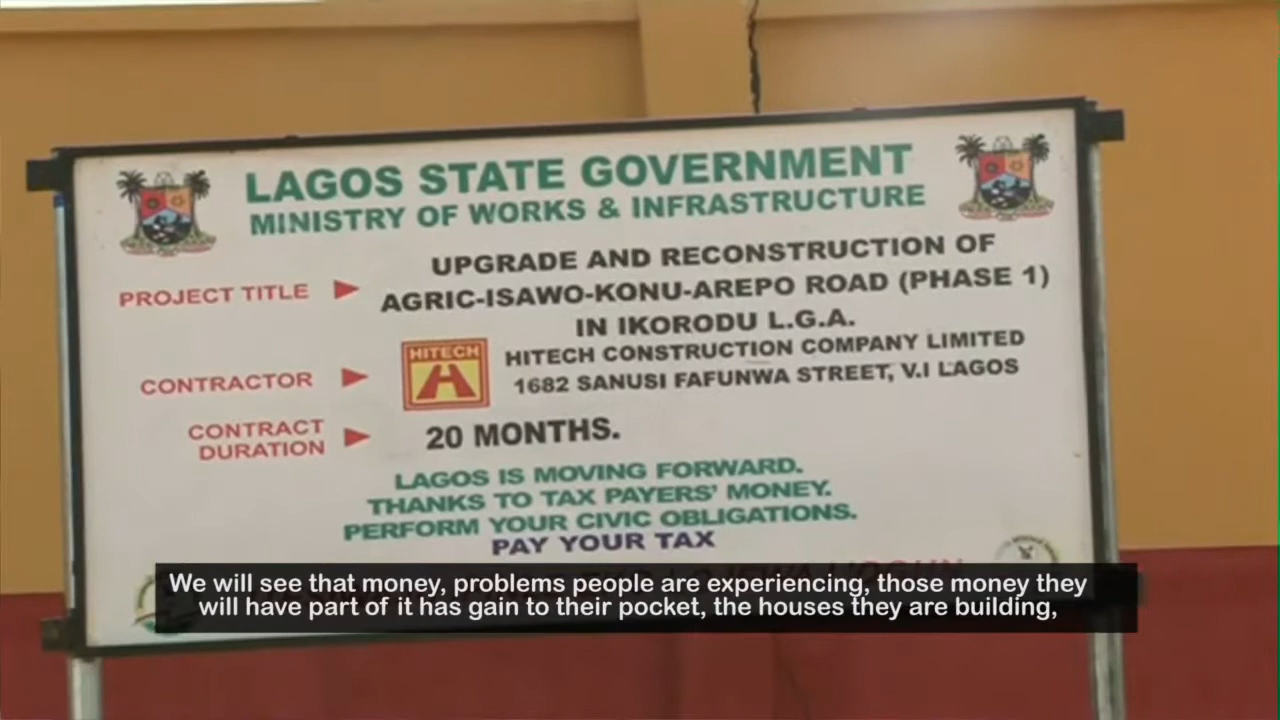 LAGOS STATE GOVERNMENT
MINISTRY OF WORKS & INFRASTRUCTURE
PROJECT TITLE
UPGRADE AND RECONSTRUCTION OF
AGRIC-ISAWO-KONU-AREPO ROAD (PHASE 1)
IN IKORODU L.G.A.
CONTRACTOR
HITECH
HITECH CONSTRUCTION COMPANY LIMITED
1682 SANUSI FAFUNWA STREET, V.I LAGOS
CONTRACT
DURATION
20 MONTHS.
LAGOS IS MOVING FORWARD.
THANKS TO TAX PAYERS' MONEY.
PERFORM YOUR CIVIC OBLIGATIONS.
PAY YOUR TAX
We will see that money, problems people are experiencing, those money they
will have part of it has gain to their pocket, the houses they are building,